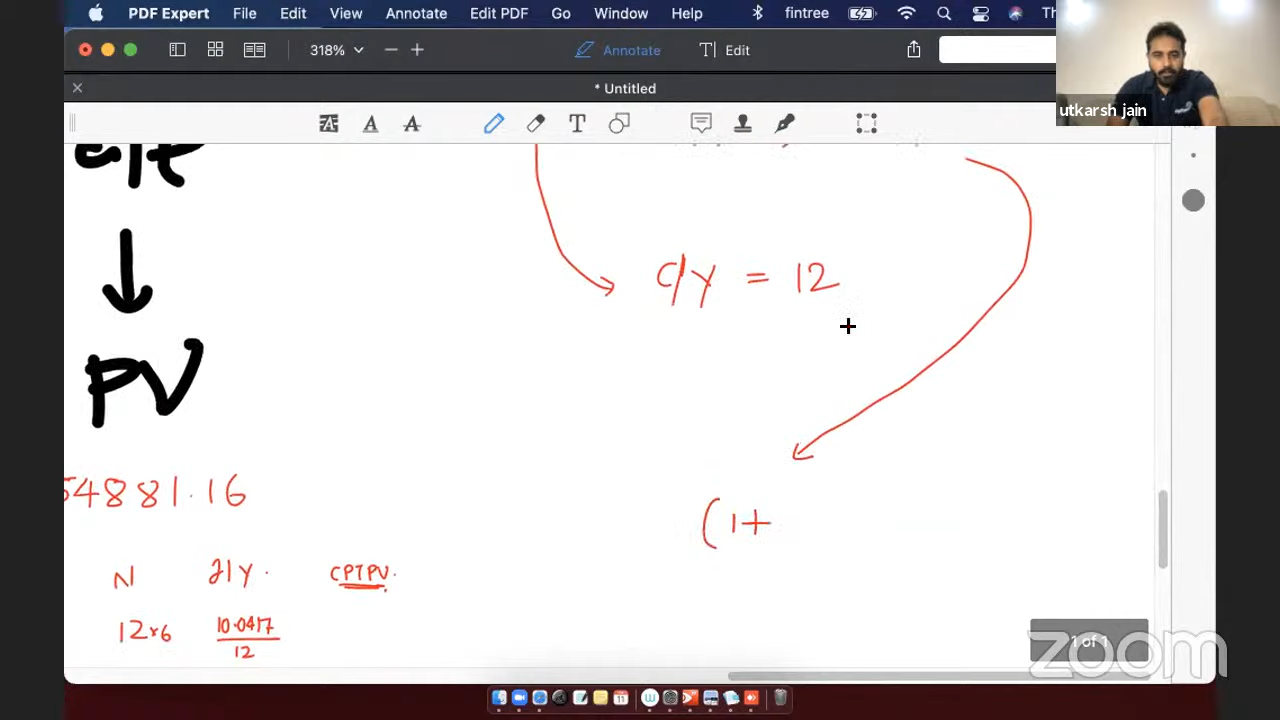 PDF Expert File Edit View Annotate Edit PDF Go Window Help fintree Th
318% Annotate T| Edit
* Untitled
utkarsh jain
C/Y = 12
PV
54881.16
(1+
N I/Y CPT PV.
12×6 10.0417
12
1 of 1
zoom